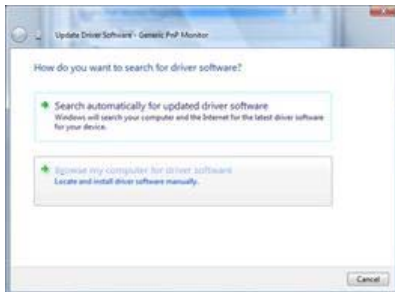 Update Driver Software - Generic PnP Monitor
How do you want to search for driver software?
Search automatically for updated driver software
Windows will search your computer and the Internet for the latest driver software
for your device.
Browse my computer for driver software
Locate and install driver software manually.
Cancel